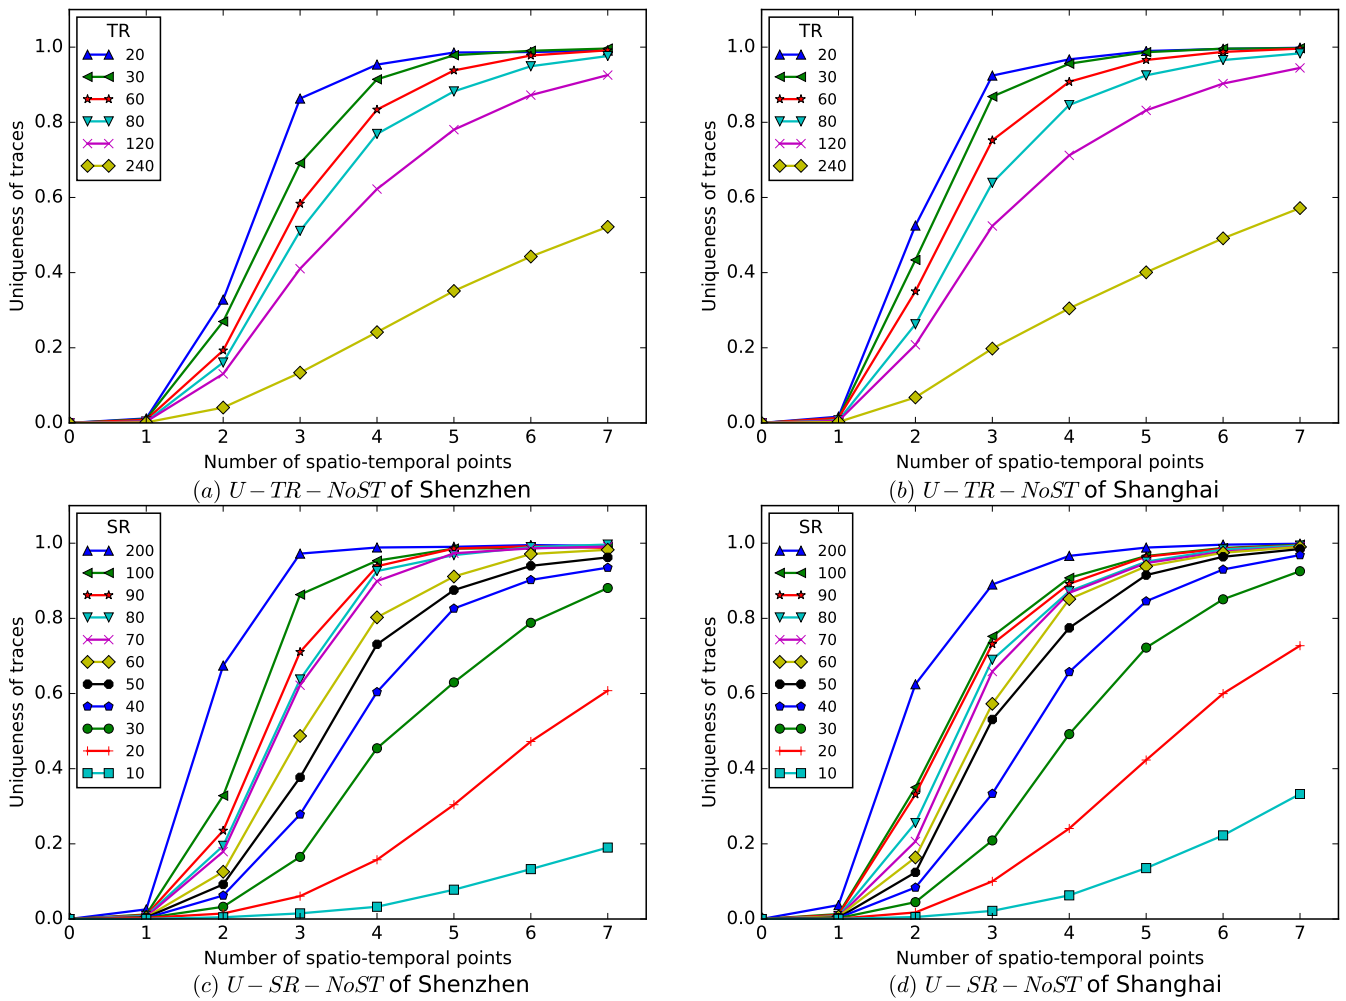 TR
20
30
60
80
120
240
1.0
0.8
0.6
0.4
0.2
0.0
Uniqueness of traces
0 1 2 3 4 5 6 7
Number of spatio-temporal points
(a) U − TR − NoST of Shenzhen
TR
20
30
60
80
120
240
1.0
0.8
0.6
0.4
0.2
0.0
Uniqueness of traces
0 1 2 3 4 5 6 7
Number of spatio-temporal points
(b) U − TR − NoST of Shanghai
SR
200
100
90
80
70
60
50
40
30
20
10
1.0
0.8
0.6
0.4
0.2
0.0
Uniqueness of traces
0 1 2 3 4 5 6 7
Number of spatio-temporal points
(c) U − SR − NoST of Shenzhen
SR
200
100
90
80
70
60
50
40
30
20
10
1.0
0.8
0.6
0.4
0.2
0.0
Uniqueness of traces
0 1 2 3 4 5 6 7
Number of spatio-temporal points
(d) U − SR − NoST of Shanghai